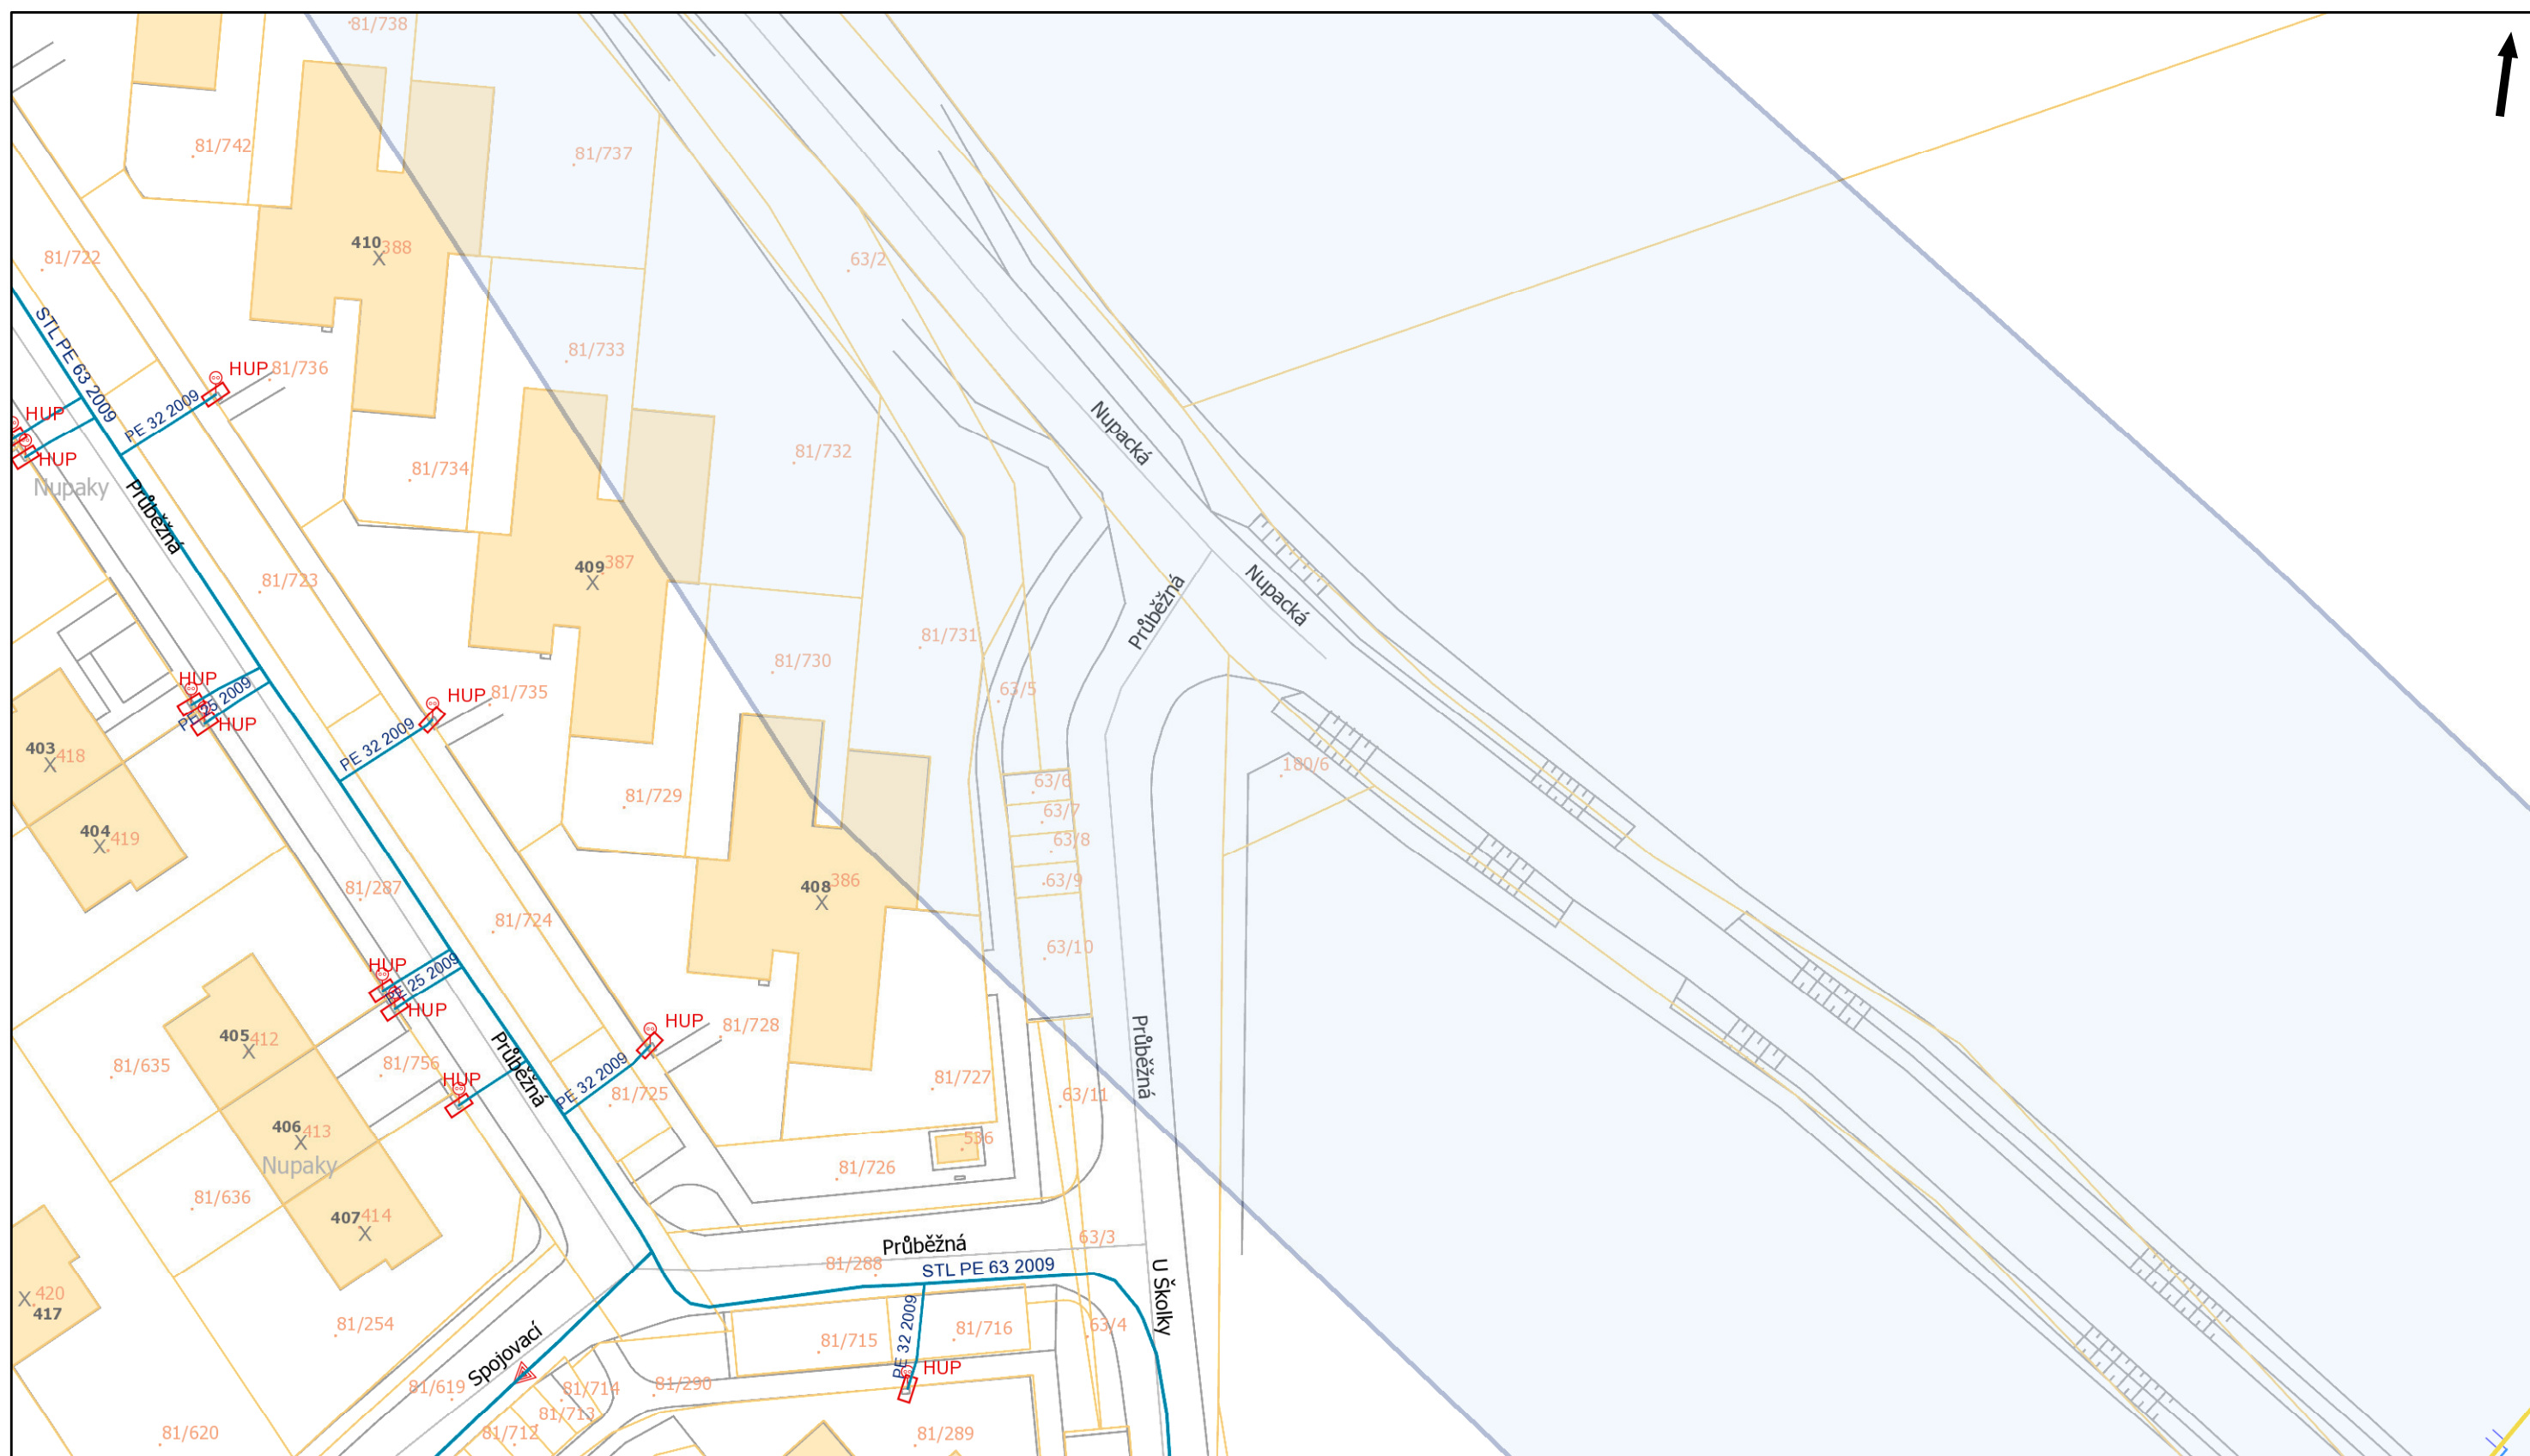 81/738
81/742
81/737
410
388
81/722
63/2
STL PE 63 2009
81/733
HUP
81/736
PE 32 2009
HUP
HUP
Nupaky
Průběžná
81/734
81/732
Nupacká
409
387
81/723
Nupacká
Průběžná
81/731
81/730
HUP
PE 25 2009
HUP
HUP
81/735
PE 32 2009
63/5
403
418
404
419
81/729
180/6
63/6
63/7
63/8
63/9
63/10
408
386
81/287
81/724
HUP
PE 25 2009
HUP
405
412
81/635
81/756
HUP
Průběžná
HUP
81/728
PE 32 2009
81/725
81/727
63/11
Průběžná
406
413
Nupaky
536
81/726
81/636
407
414
Průběžná
63/3
81/288
STL PE 63 2009
U Školky
420
417
81/254
Spojovací
81/715
PE 32 2009
81/716
63/4
HUP
81/619
81/714
81/290
81/713
81/712
81/620
81/289